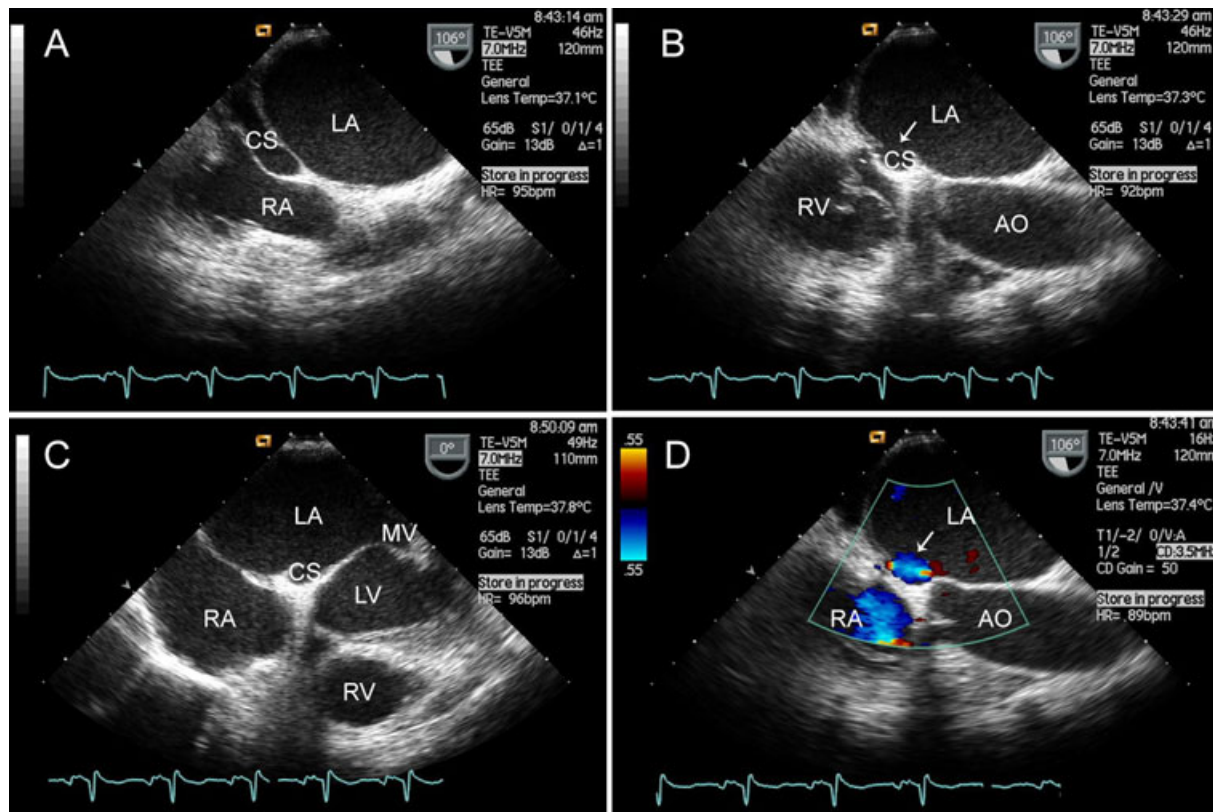 A
8:43:14 am
106°
TE-V5M 46Hz
7.0MHz 120mm
TEE
General
Lens Temp=37.1°C
65dB S1/ 0/1/4
Gain= 13dB Δ=1
Store in progress
HR= 95bpm
LA
CS
RA
B
8:43:29 am
106°
TE-V5M 46Hz
7.0MHz 120mm
TEE
General
Lens Temp=37.3°C
65dB S1/ 0/1/4
Gain= 13dB Δ=1
Store in progress
HR= 92bpm
LA
CS
RV
AO
C
8:50:09 am
0°
TE-V5M 49Hz
7.0MHz 110mm
TEE
General
Lens Temp=37.8°C
65dB S1/ 0/1/4
Gain= 13dB Δ=1
Store in progress
HR= 96bpm
LA
MV
CS
LV
RA
RV
D
8:43:41 am
.55
.55
106°
TE-V5M 16Hz
7.0MHz 120mm
TEE
General /V
Lens Temp=37.4°C
T1/-2/ 0/V:A
1/2 CD:3.5MHz
CD Gain = 50
Store in progress
HR= .89bpm
LA
RA
AO